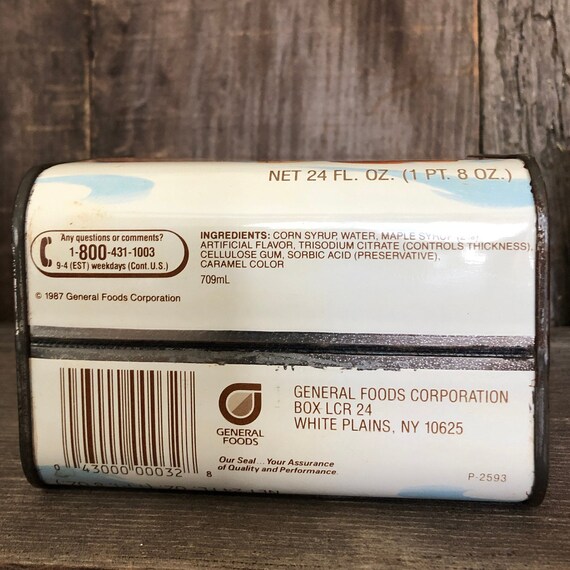 NET 24 FL. OZ. (1 PT. 8 OZ.)
Any questions or comments?
1-800-431-1003
9-4 (EST) weekdays (Cont. U.S.)
© 1987 General Foods Corporation
INGREDIENTS: CORN SYRUP, WATER, MAPLE SYRUP
ARTIFICIAL FLAVOR, TRISODIUM CITRATE (CONTROLS THICKNESS),
CELLULOSE GUM, SORBIC ACID (PRESERVATIVE),
CARAMEL COLOR
709mL
0 43000 00032 8
GENERAL
FOODS
Our Seal... Your Assurance
of Quality and Performance.
GENERAL FOODS CORPORATION
BOX LCR 24
WHITE PLAINS, NY 10625
P-2593